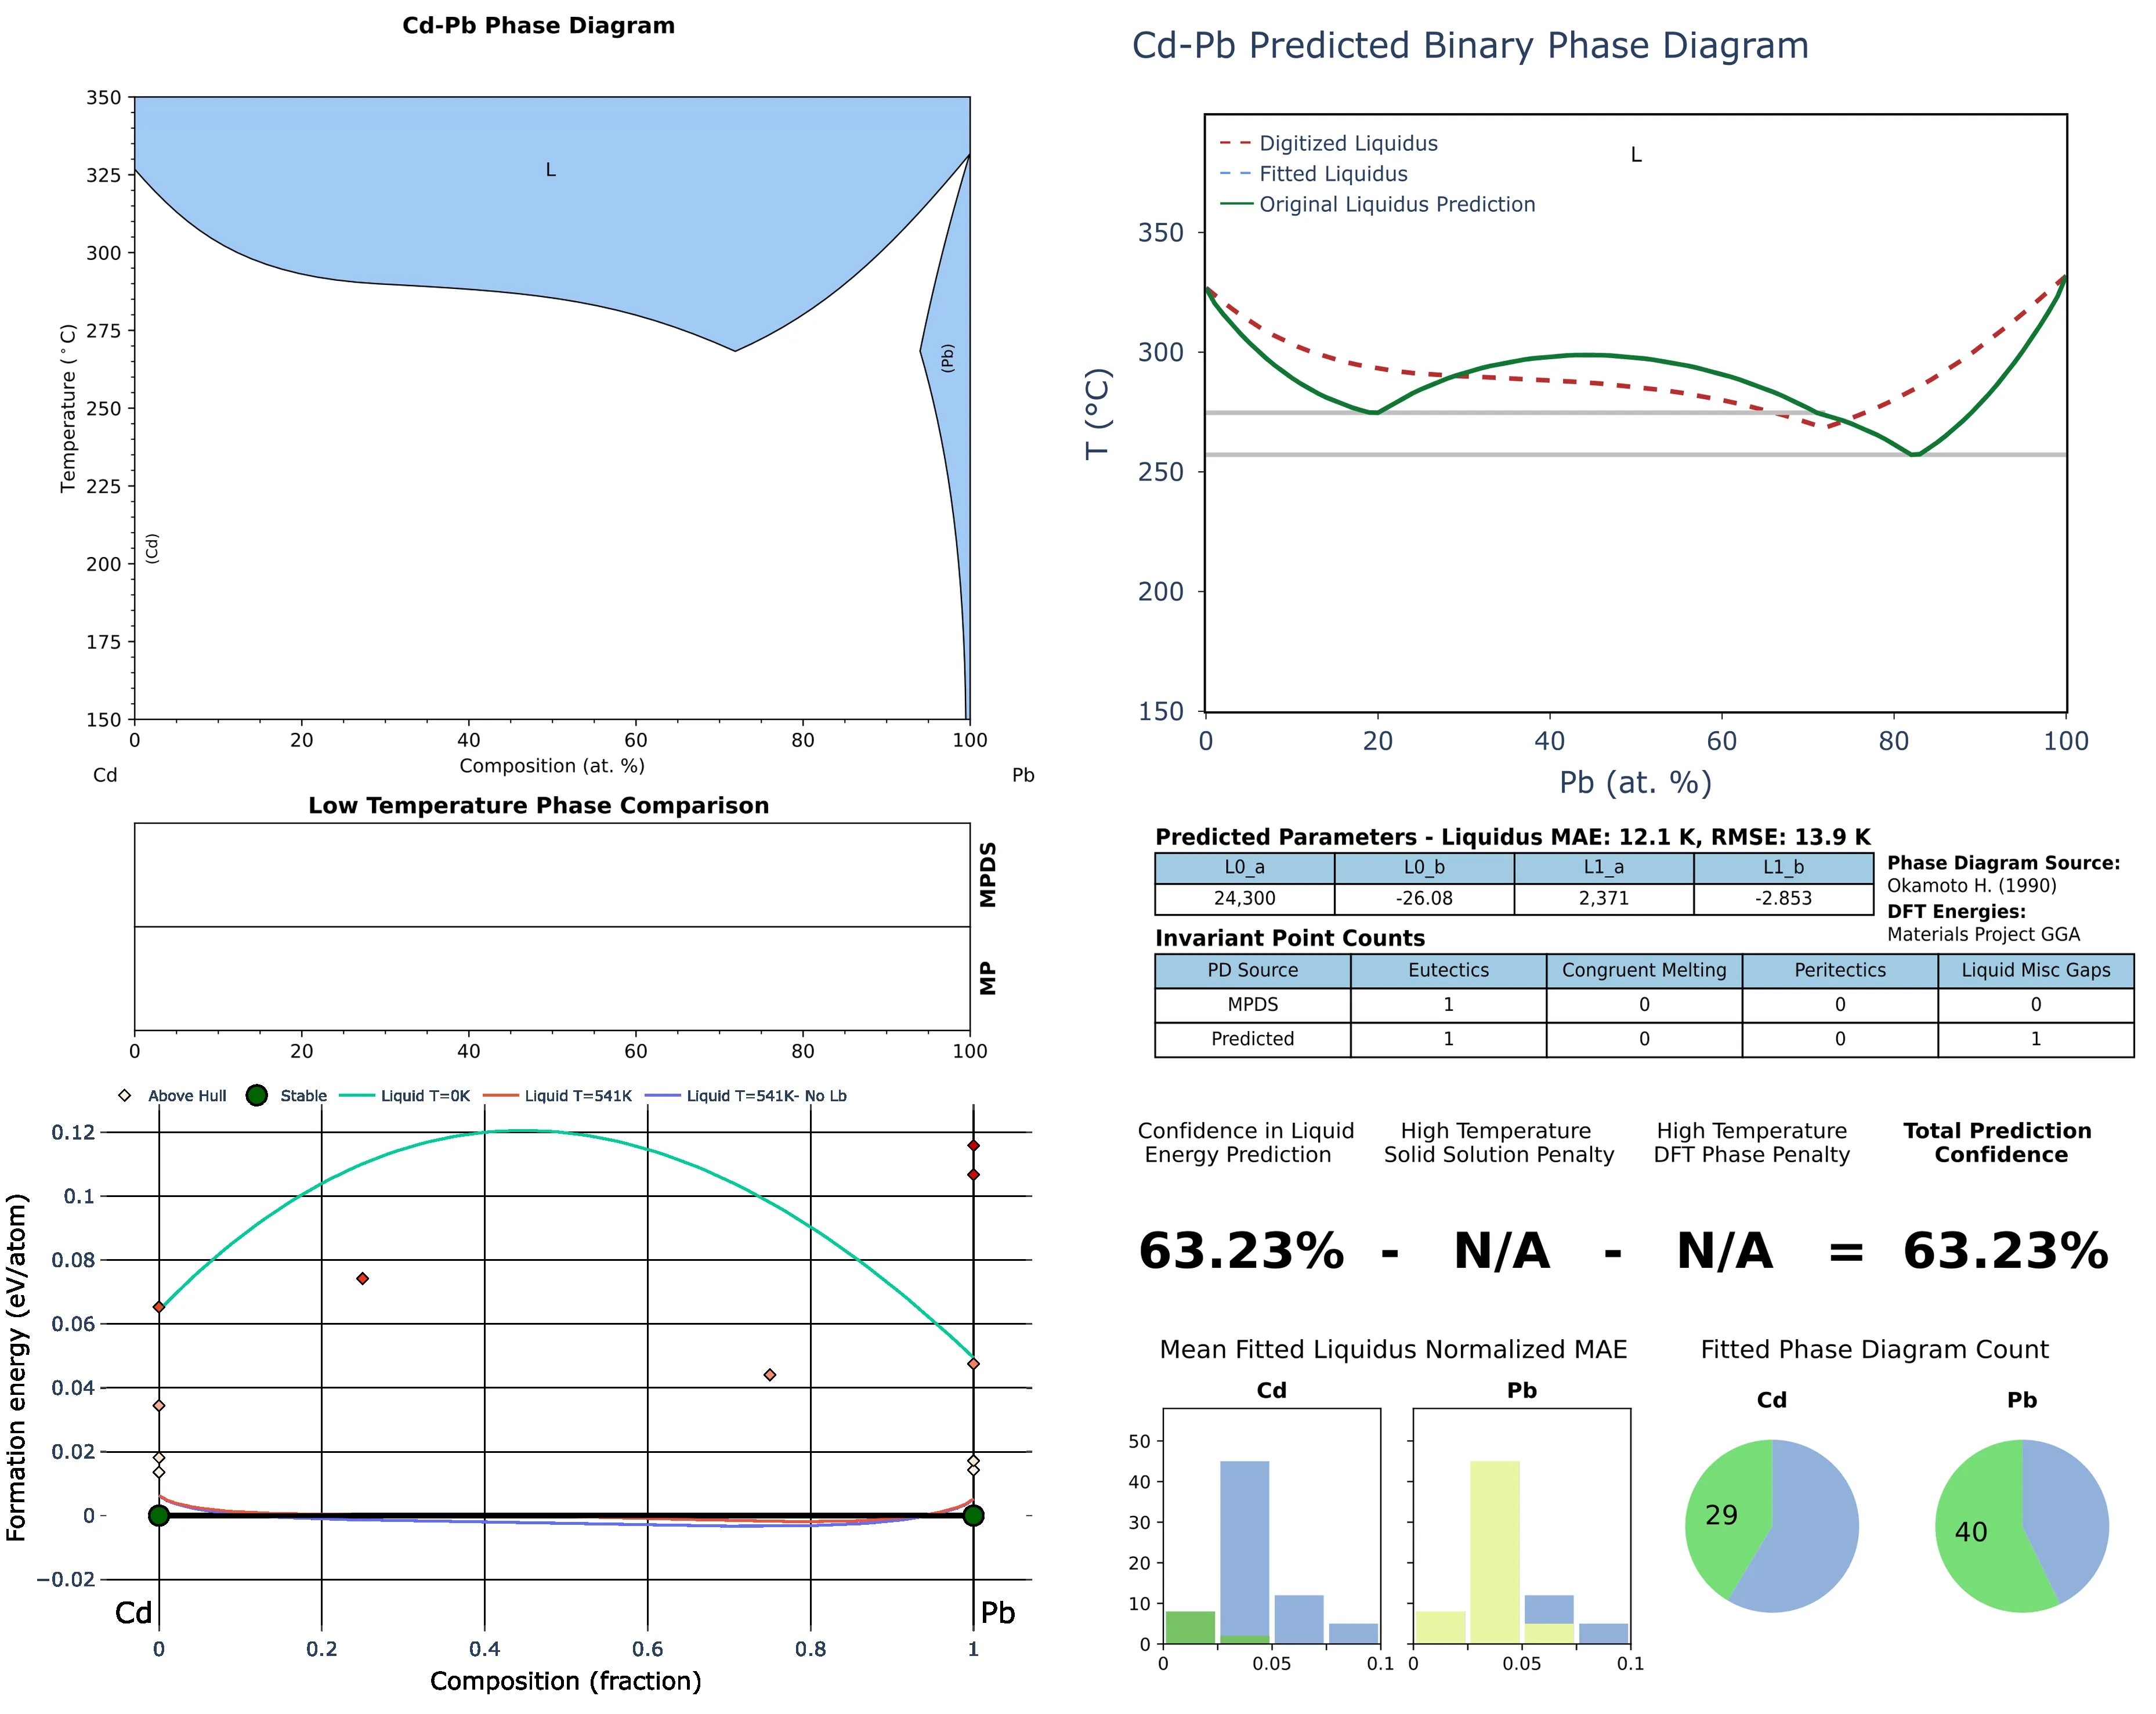 Cd-Pb Phase Diagram
350
325
300
275
250
225
200
175
150
Temperature (°C)
L
(Cd)
(Pb)
0 20 40 60 80 100
Composition (at. %)
Cd Pb
Low Temperature Phase Comparison
MPDS
MP
0 20 40 60 80 100
Above Hull Stable Liquid T=0K Liquid T=541K Liquid T=541K- No Lb
0.12
0.1
0.08
0.06
0.04
0.02
0
−0.02
Formation energy (eV/atom)
Cd Pb
0 0.2 0.4 0.6 0.8 1
Composition (fraction)
Cd-Pb Predicted Binary Phase Diagram
Digitized Liquidus
Fitted Liquidus
Original Liquidus Prediction
L
350
300
250
200
150
T (°C)
0 20 40 60 80 100
Pb (at. %)
Predicted Parameters - Liquidus MAE: 12.1 K, RMSE: 13.9 K
L0_a L0_b L1_a L1_b
24,300 -26.08 2,371 -2.853
Phase Diagram Source:
Okamoto H. (1990)
DFT Energies:
Materials Project GGA
Invariant Point Counts
PD Source Eutectics Congruent Melting Peritectics Liquid Misc Gaps
MPDS 1 0 0 0
Predicted 1 0 0 1
Confidence in Liquid
Energy Prediction
High Temperature
Solid Solution Penalty
High Temperature
DFT Phase Penalty
Total Prediction
Confidence
63.23% - N/A - N/A = 63.23%
Mean Fitted Liquidus Normalized MAE
Cd Pb
50
40
30
20
10
0
0 0.05 0.1 0 0.05 0.1
Fitted Phase Diagram Count
Cd Pb
29 40